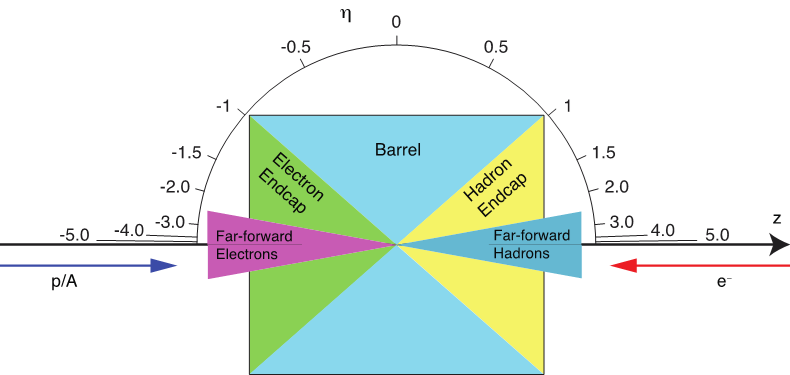 η
0
-0.5
0.5
-1
1
Barrel
-1.5
1.5
Electron
Endcap
Hadron
Endcap
-2.0
2.0
-3.0
3.0
-4.0
4.0
-5.0
5.0
z
Far-forward
Electrons
Far-forward
Hadrons
p/A
e⁻